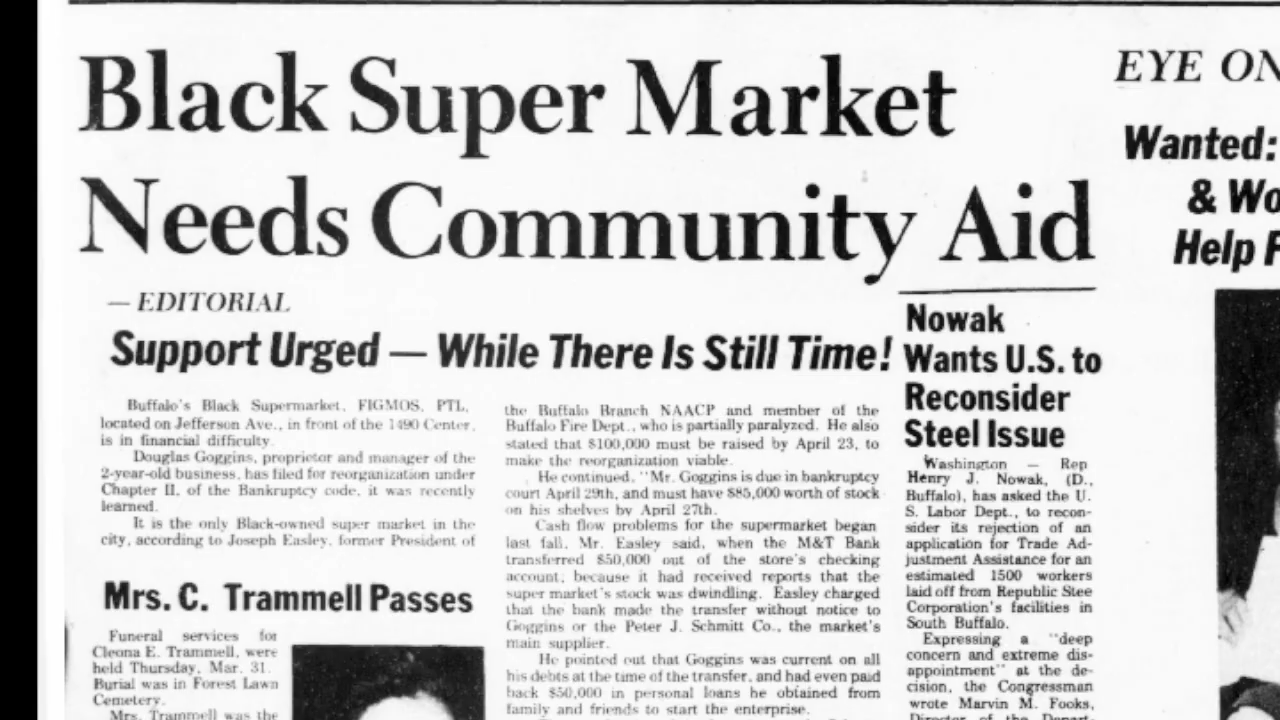 Black Super Market
Needs Community Aid
— EDITORIAL
Support Urged — While There Is Still Time!
Buffalo's Black Supermarket, FIGMOS, PTL,
located on Jefferson Ave., in front of the 1490 Center,
is in financial difficulty.
Douglas Goggins, proprietor and manager of the
2-year-old business, has filed for reorganization under
Chapter II, of the Bankruptcy code, it was recently
learned.
It is the only Black-owned super market in the
city, according to Joseph Easley, former President of
the Buffalo Branch NAACP and member of the
Buffalo Fire Dept., who is partially paralyzed. He also
stated that $100,000 must be raised by April 23, to
make the reorganization viable.
He continued, "Mr. Goggins is due in bankruptcy
court April 29th, and must have $85,000 worth of stock
on his shelves by April 27th.
Cash flow problems for the supermarket began
last fall, Mr. Easley said, when the M&T Bank
transferred $50,000 out of the store's checking
account; because it had received reports that the
super market's stock was dwindling. Easley charged
that the bank made the transfer without notice to
Goggins or the Peter J. Schmitt Co., the market's
main supplier.
He pointed out that Goggins was current on all
his debts at the time of the transfer, and had even paid
back $50,000 in personal loans he obtained from
family and friends to start the enterprise.
Mrs. C. Trammell Passes
Funeral services for
Cleona E. Trammell, were
held Thursday, Mar. 31.
Burial was in Forest Lawn
Cemetery.
Mrs. Trammell was the
Nowak
Wants U.S. to
Reconsider
Steel Issue
Washington — Rep
Henry J. Nowak, (D.,
Buffalo), has asked the U.
S. Labor Dept., to recon-
sider its rejection of an
application for Trade Ad-
justment Assistance for an
estimated 1500 workers
laid off from Republic Stee
Corporation's facilities in
South Buffalo.
Expressing a "deep
concern and extreme dis-
appointment" at the de-
cision, the Congressman
wrote Marvin M. Fooks,
Director of the Depart-
EYE ON
Wanted:
& Wo
Help F